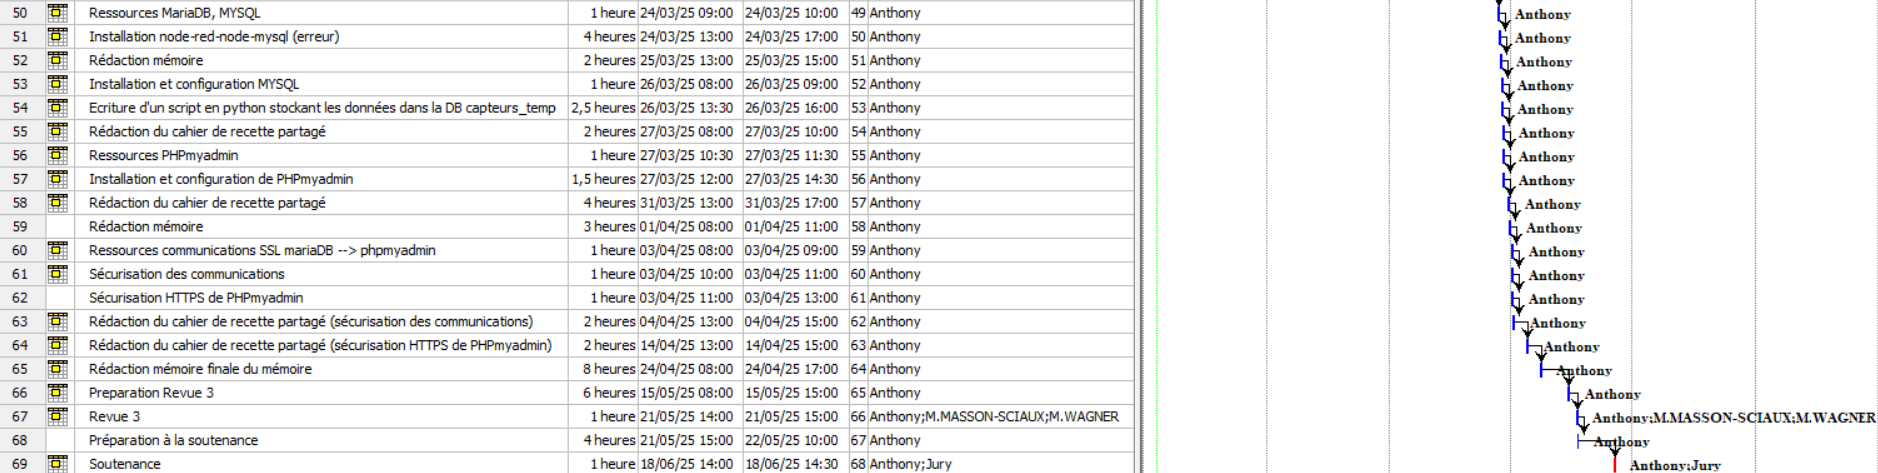 50 Ressources MariaDB, MYSQL 1 heure 24/03/25 09:00 24/03/25 10:00 49 Anthony Anthony
51 Installation node-red-node-mysql (erreur) 4 heures 24/03/25 13:00 24/03/25 17:00 50 Anthony Anthony
52 Rédaction mémoire 2 heures 25/03/25 13:00 25/03/25 15:00 51 Anthony Anthony
53 Installation et configuration MYSQL 1 heure 26/03/25 08:00 26/03/25 09:00 52 Anthony Anthony
54 Ecriture d'un script en python stockant les données dans la DB capteurs_temp 2,5 heures 26/03/25 13:30 26/03/25 16:00 53 Anthony Anthony
55 Rédaction du cahier de recette partagé 2 heures 27/03/25 08:00 27/03/25 10:00 54 Anthony Anthony
56 Ressources PHPmyadmin 1 heure 27/03/25 10:30 27/03/25 11:30 55 Anthony Anthony
57 Installation et configuration de PHPmyadmin 1,5 heures 27/03/25 12:00 27/03/25 14:30 56 Anthony Anthony
58 Rédaction du cahier de recette partagé 4 heures 31/03/25 13:00 31/03/25 17:00 57 Anthony Anthony
59 Rédaction mémoire 3 heures 01/04/25 08:00 01/04/25 11:00 58 Anthony Anthony
60 Ressources communications SSL mariaDB --> phpmyadmin 1 heure 03/04/25 08:00 03/04/25 09:00 59 Anthony Anthony
61 Sécurisation des communications 1 heure 03/04/25 10:00 03/04/25 11:00 60 Anthony Anthony
62 Sécurisation HTTPS de PHPmyadmin 1 heure 03/04/25 11:00 03/04/25 13:00 61 Anthony Anthony
63 Rédaction du cahier de recette partagé (sécurisation des communications) 2 heures 04/04/25 13:00 04/04/25 15:00 62 Anthony Anthony
64 Rédaction du cahier de recette partagé (sécurisation HTTPS de PHPmyadmin) 2 heures 14/04/25 13:00 14/04/25 15:00 63 Anthony Anthony
65 Rédaction mémoire finale du mémoire 8 heures 24/04/25 08:00 24/04/25 17:00 64 Anthony Anthony
66 Preparation Revue 3 6 heures 15/05/25 08:00 15/05/25 15:00 65 Anthony Anthony
67 Revue 3 1 heure 21/05/25 14:00 21/05/25 15:00 66 Anthony;M.MASSON-SCIAUX;M.WAGNER Anthony;M.MASSON-SCIAUX;M.WAGNER
68 Préparation à la soutenance 4 heures 21/05/25 15:00 22/05/25 10:00 67 Anthony Anthony
69 Soutenance 1 heure 18/06/25 14:00 18/06/25 14:30 68 Anthony;Jury Anthony;Jury